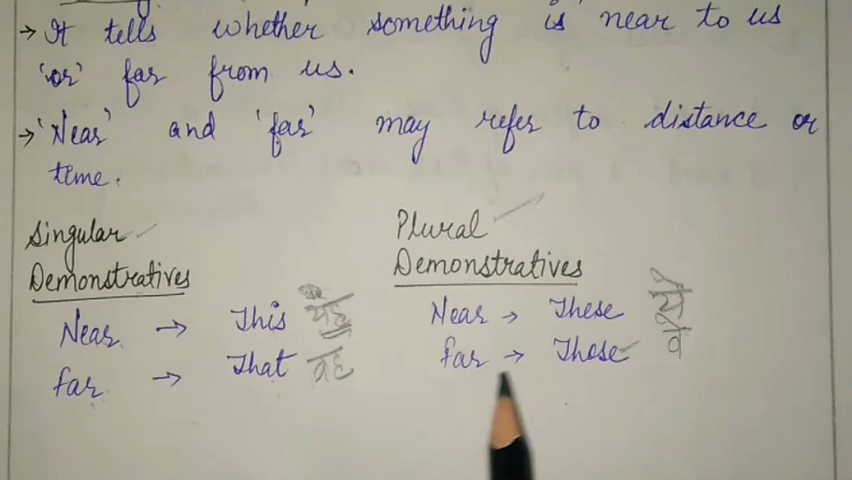 → It tells whether something is near to us
'or' far from us.
→ 'Near' and 'far' may refer to distance or
time.
Singular
Demonstratives
Near → This यह
far → That वह
Plural
Demonstratives
Near → These ये
far → Those वे